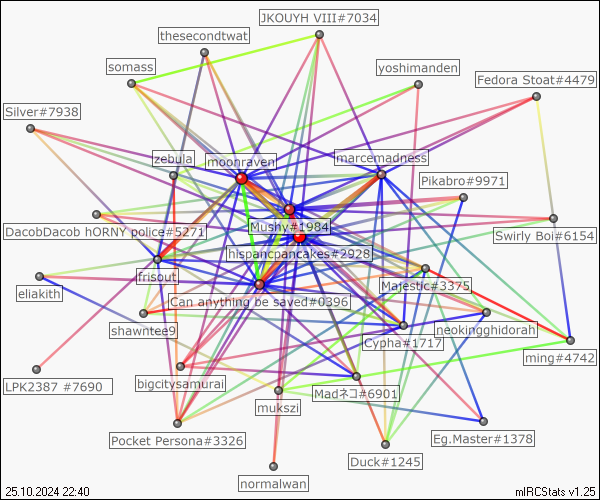 JKOUYH VIII#7034
thesecondtwat
somass
yoshimanden
Fedora Stoat#4479
Silver#7938
zebula
moonraven
marcemadness
Pikabro#9971
DacobDacob hORNY police#5271
Mushy#1984
Swirly Boi#6154
hispancpancakes#2928
frisout
eliakith
Can anything be saved#0396
Majestic#3375
shawntee9
Cypha#1717
neokingghidorah
ming#4742
LPK2387 #7690
bigcitysamurai
Madネコ#6901
mukszi
Pocket Persona#3326
Eg.Master#1378
Duck#1245
normalwan
25.10.2024 22:40
mIRCStats v1.25